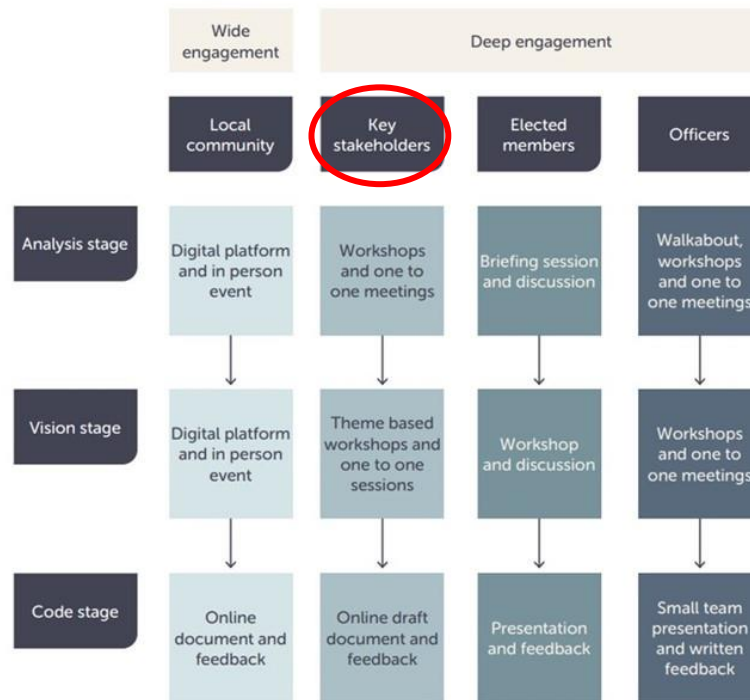 Wide
engagement
Deep engagement
Local
community
Key
stakeholders
Elected
members
Officers
Analysis stage
Digital platform
and in person
event
Workshops
and one to
one meetings
Briefing session
and discussion
Walkabout,
workshops
and one to
one meetings
Vision stage
Digital platform
and in person
event
Theme based
workshops and
one to one
sessions
Workshop
and discussion
Workshops
and one to
one meetings
Code stage
Online
document and
feedback
Online draft
document and
feedback
Presentation
and feedback
Small team
presentation
and written
feedback